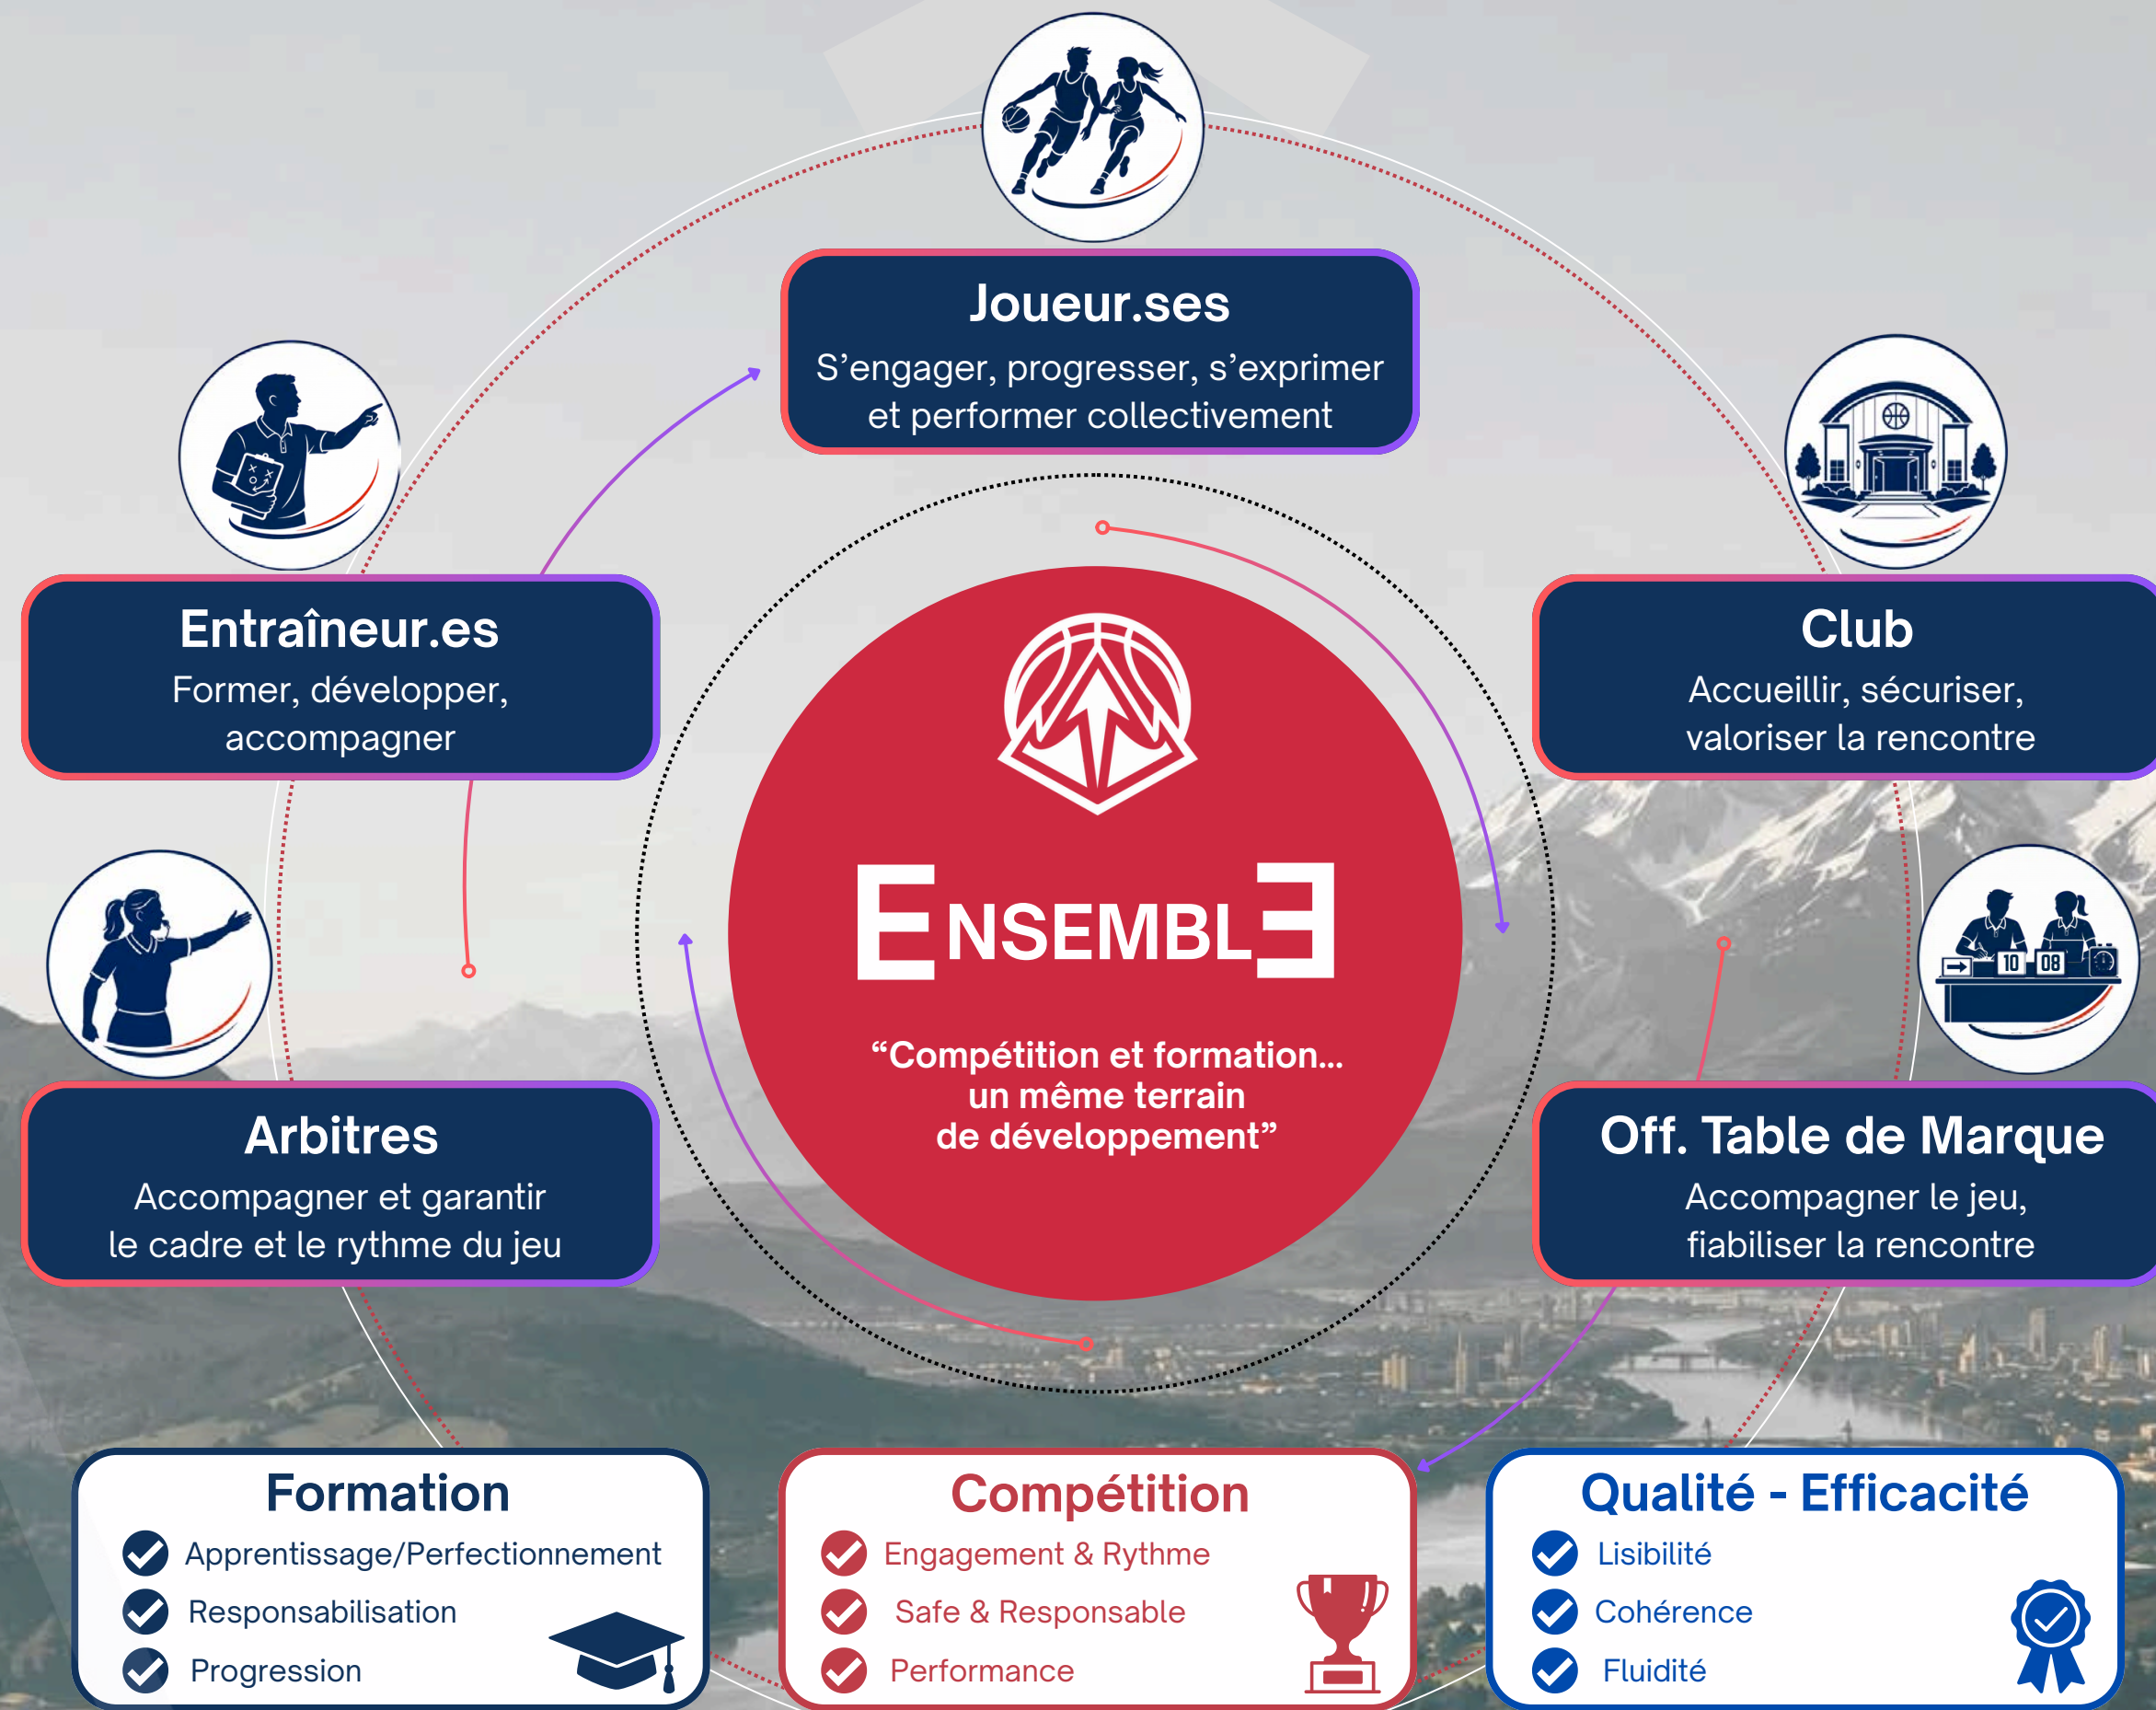 Joueur.ses
S’engager, progresser, s’exprimer
et performer collectivement
Entraîneur.es
Former, développer,
accompagner
Club
Accueillir, sécuriser,
valoriser la rencontre
ENSEMBLE
“Compétition et formation...
un même terrain
de développement”
10 08
Arbitres
Accompagner et garantir
le cadre et le rythme du jeu
Off. Table de Marque
Accompagner le jeu,
fiabiliser la rencontre
Formation
Apprentissage/Perfectionnement
Responsabilisation
Progression
Compétition
Engagement & Rythme
Safe & Responsable
Performance
Qualité - Efficacité
Lisibilité
Cohérence
Fluidité